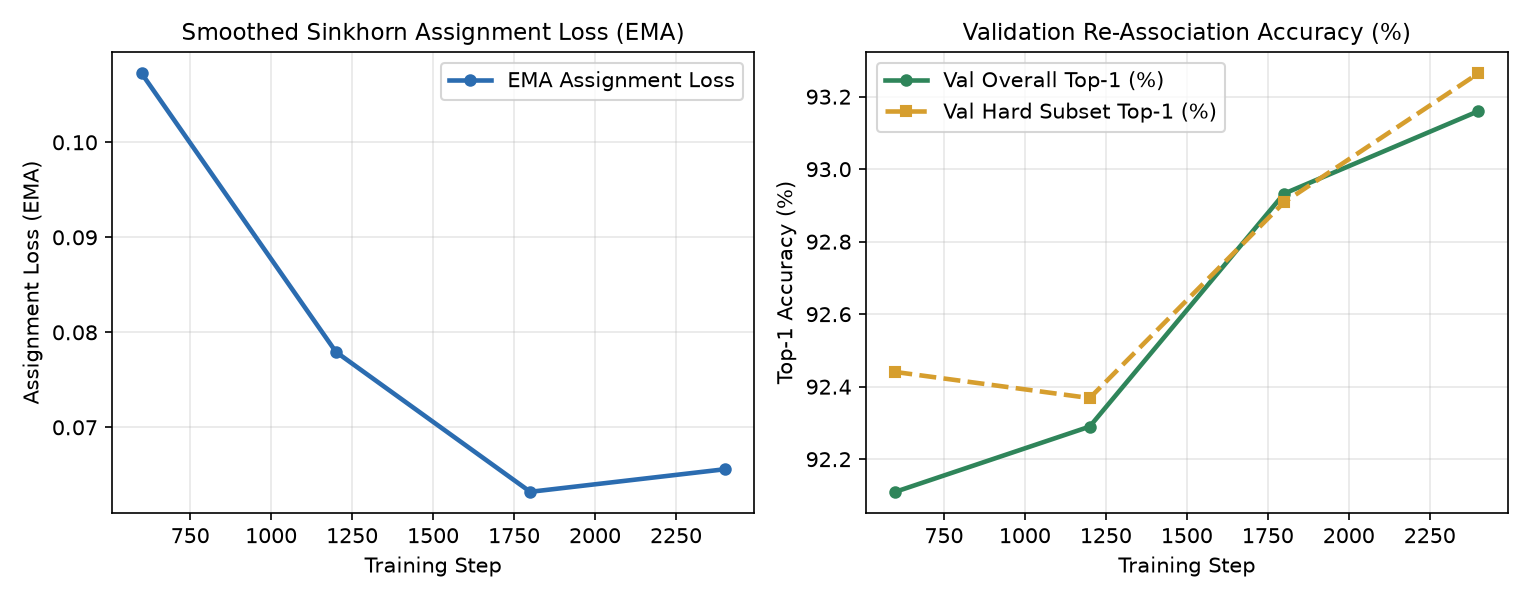 Smoothed Sinkhorn Assignment Loss (EMA)
EMA Assignment Loss
Assignment Loss (EMA)
0.10
0.09
0.08
0.07
750 1000 1250 1500 1750 2000 2250
Training Step
Validation Re-Association Accuracy (%)
Val Overall Top-1 (%)
Val Hard Subset Top-1 (%)
Top-1 Accuracy (%)
93.2
93.0
92.8
92.6
92.4
92.2
750 1000 1250 1500 1750 2000 2250
Training Step